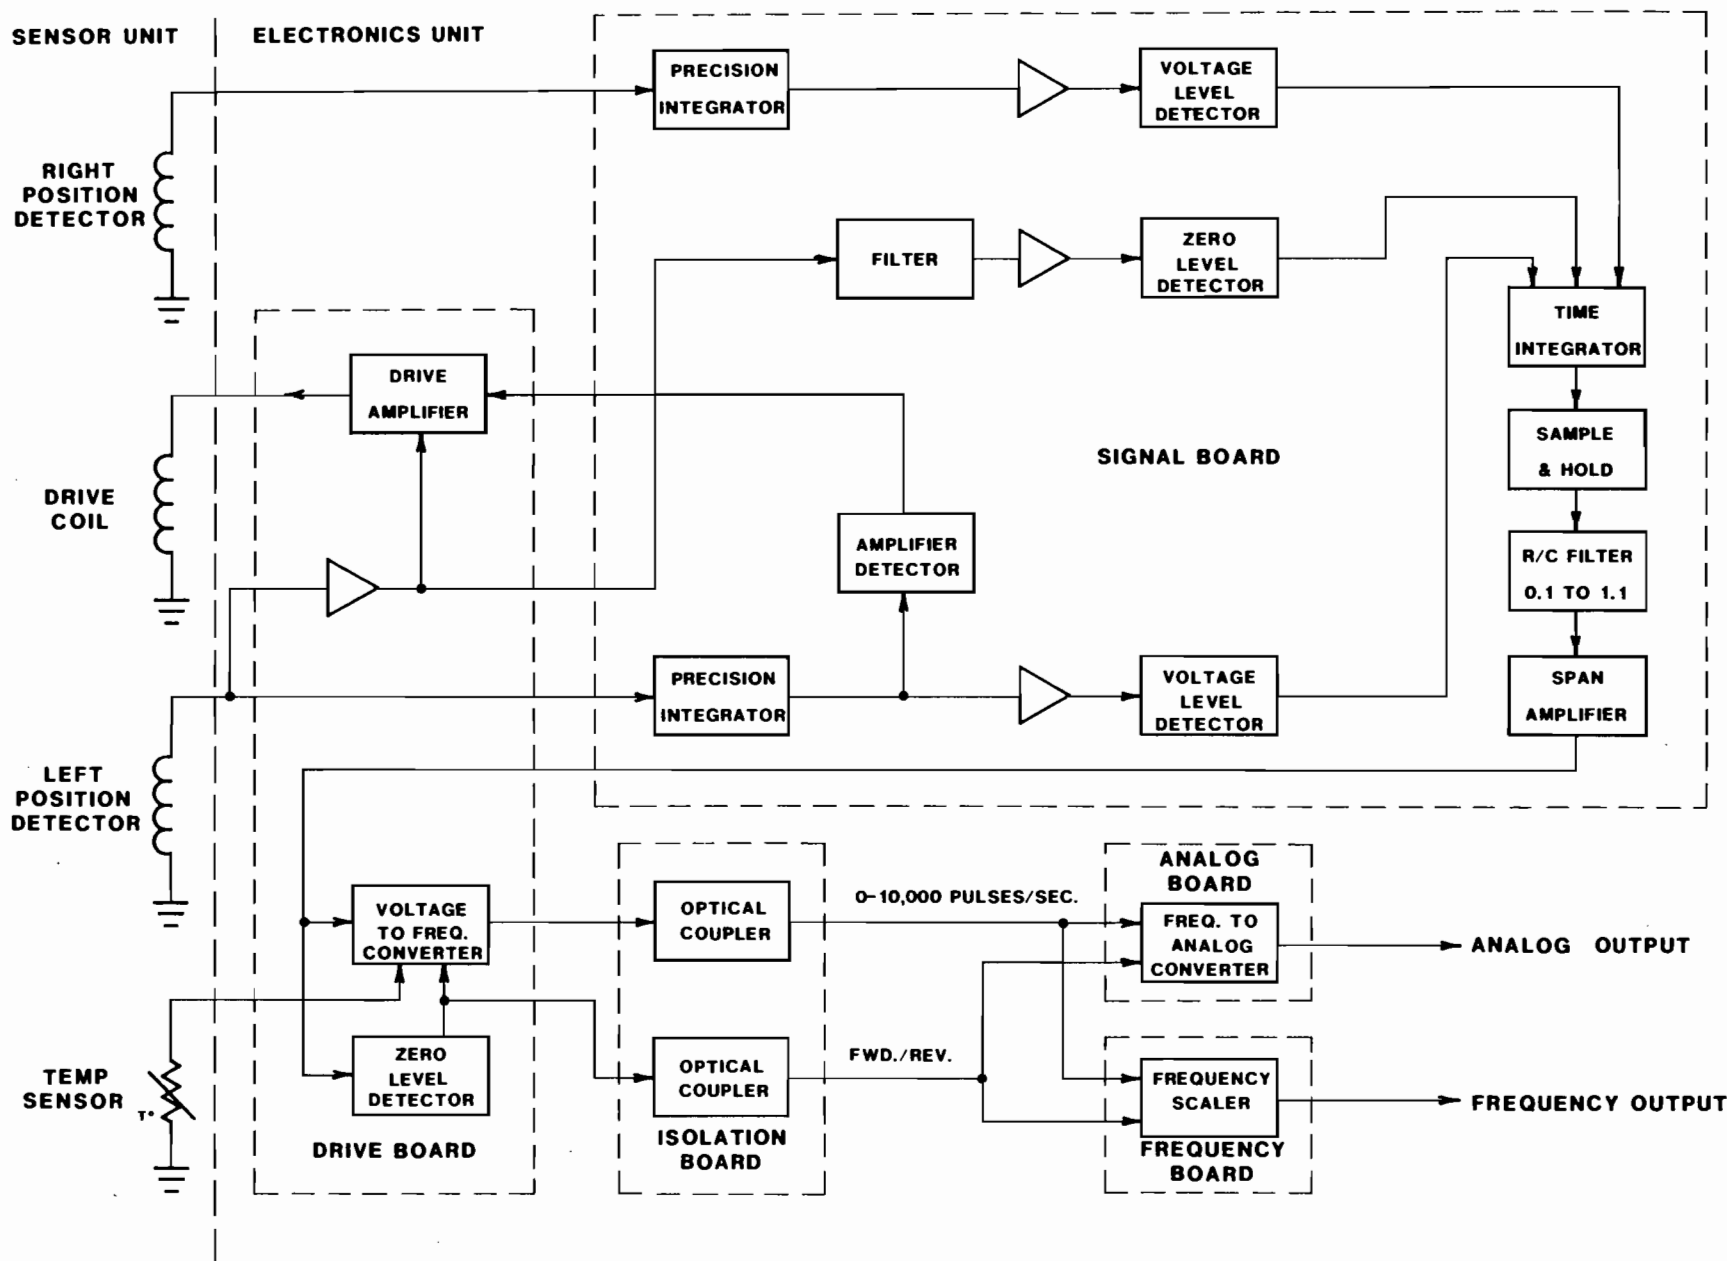 SENSOR UNIT
ELECTRONICS UNIT
PRECISION
INTEGRATOR
VOLTAGE
LEVEL
DETECTOR
RIGHT
POSITION
DETECTOR
FILTER
ZERO
LEVEL
DETECTOR
TIME
INTEGRATOR
DRIVE
AMPLIFIER
SAMPLE
& HOLD
SIGNAL BOARD
DRIVE
COIL
AMPLIFIER
DETECTOR
R/C FILTER
0.1 TO 1.1
PRECISION
INTEGRATOR
VOLTAGE
LEVEL
DETECTOR
SPAN
AMPLIFIER
LEFT
POSITION
DETECTOR
VOLTAGE
TO FREQ.
CONVERTER
OPTICAL
COUPLER
0-10,000 PULSES/SEC.
ANALOG
BOARD
FREQ. TO
ANALOG
CONVERTER
ANALOG OUTPUT
TEMP
SENSOR
T°
ZERO
LEVEL
DETECTOR
OPTICAL
COUPLER
FWD./REV.
FREQUENCY
SCALER
FREQUENCY OUTPUT
DRIVE BOARD
ISOLATION
BOARD
FREQUENCY
BOARD